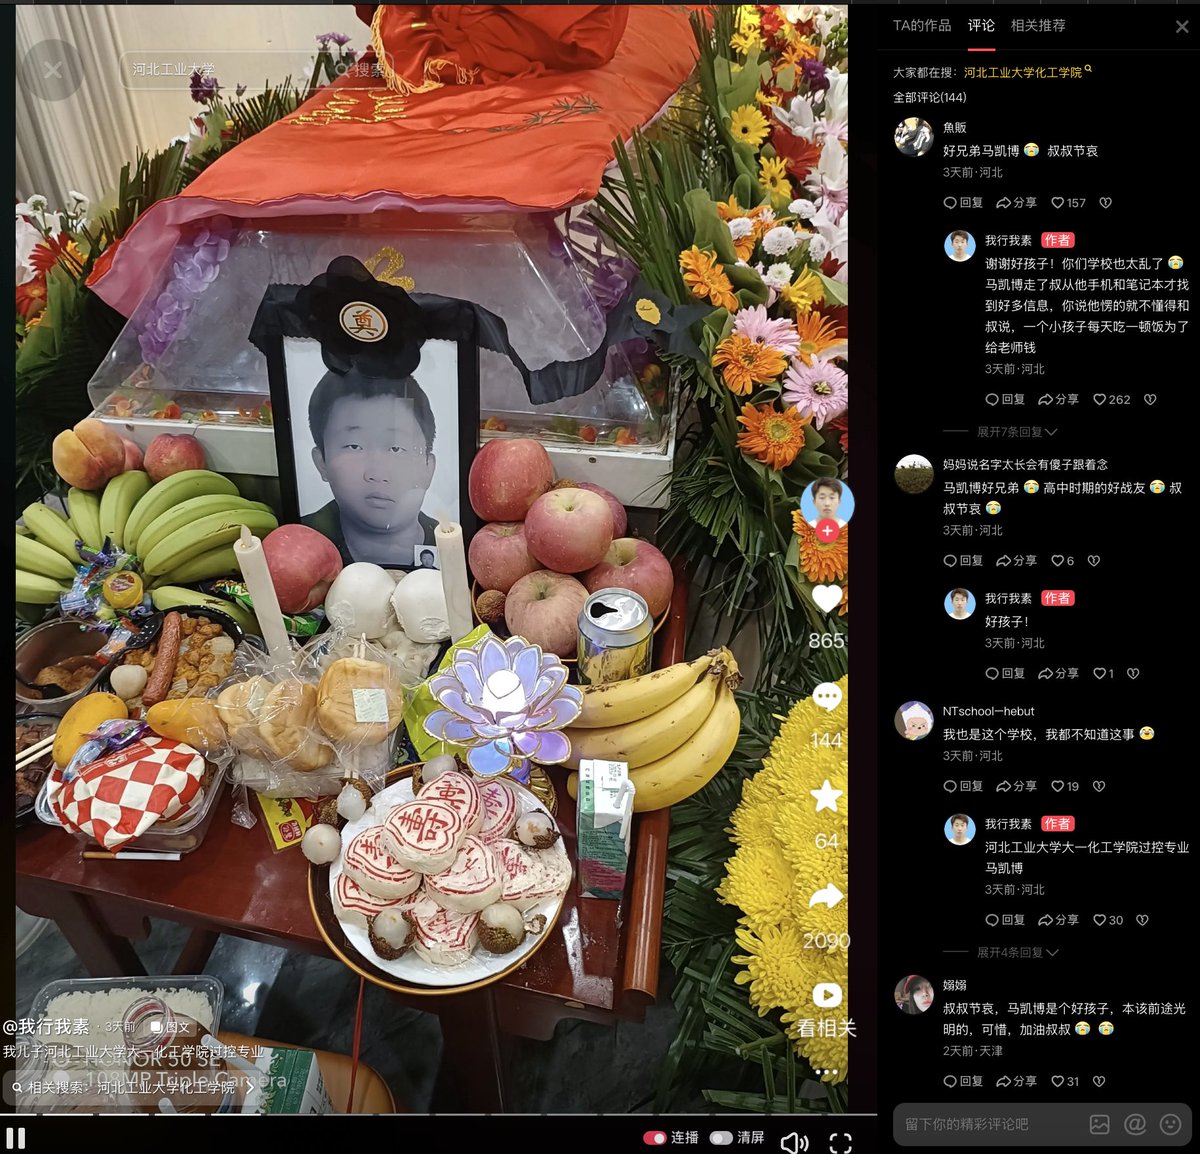 河北工业大学
搜索
奠
壽
865
144
64
2090
看相关
@我行我素 · 3天前 图文
我儿子河北工业大学大一化工学院过控专业
HONOR 50 SE
108MP Triple Camera
相关搜索：河北工业大学化工学院
连播 清屏
TA的作品 评论 相关推荐
大家都在搜：河北工业大学化工学院
全部评论(144)
魚販
好兄弟马凯博 叔叔节哀
3天前·河北
回复 分享 157
我行我素 作者
谢谢好孩子！你们学校也太乱了
马凯博走了叔从他手机和笔记本才找
到好多信息，你说他愣的就不懂得和
叔说，一个小孩子每天吃一顿饭为了
给老师钱
3天前·河北
回复 分享 262
展开7条回复
妈妈说名字太长会有傻子跟着念
马凯博好兄弟 高中时期的好战友 叔
叔节哀
3天前·河北
回复 分享 6
我行我素 作者
好孩子！
3天前·河北
回复 分享 1
NTschool—hebut
我也是这个学校，我都不知道这事
3天前·河北
回复 分享 19
我行我素 作者
河北工业大学大一化工学院过控专业
马凯博
3天前·河北
回复 分享 30
展开4条回复
嫋嫋
叔叔节哀，马凯博是个好孩子，本该前途光
明的，可惜，加油叔叔
2天前·天津
回复 分享 31
留下你的精彩评论吧